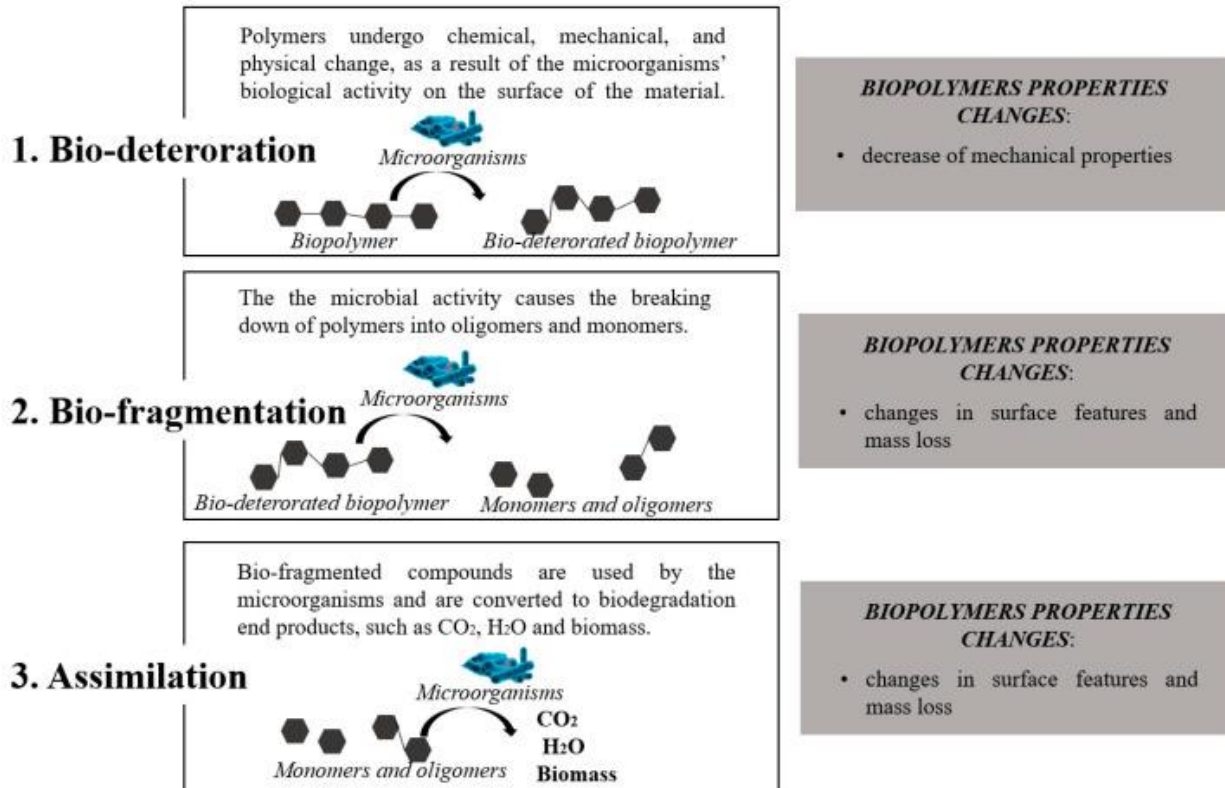 Polymers undergo chemical, mechanical, and
physical change, as a result of the microorganisms'
biological activity on the surface of the material.
1. Bio-deteroration
Microorganisms
Biopolymer
Bio-deterorated biopolymer
BIOPOLYMERS PROPERTIES
CHANGES:
• decrease of mechanical properties
The the microbial activity causes the breaking
down of polymers into oligomers and monomers.
2. Bio-fragmentation
Microorganisms
Bio-deterorated biopolymer
Monomers and oligomers
BIOPOLYMERS PROPERTIES
CHANGES:
• changes in surface features and
mass loss
Bio-fragmented compounds are used by the
microorganisms and are converted to biodegradation
end products, such as CO₂, H₂O and biomass.
3. Assimilation
Microorganisms
Monomers and oligomers
CO₂
H₂O
Biomass
BIOPOLYMERS PROPERTIES
CHANGES:
• changes in surface features and
mass loss